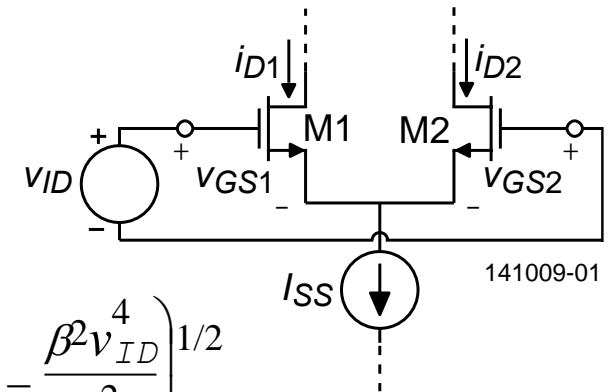 iD1 iD2
M1 M2
+ + +
vID vGS1 vGS2
− − −
141009-01
ISS
− β²v⁴ID )1/2
2